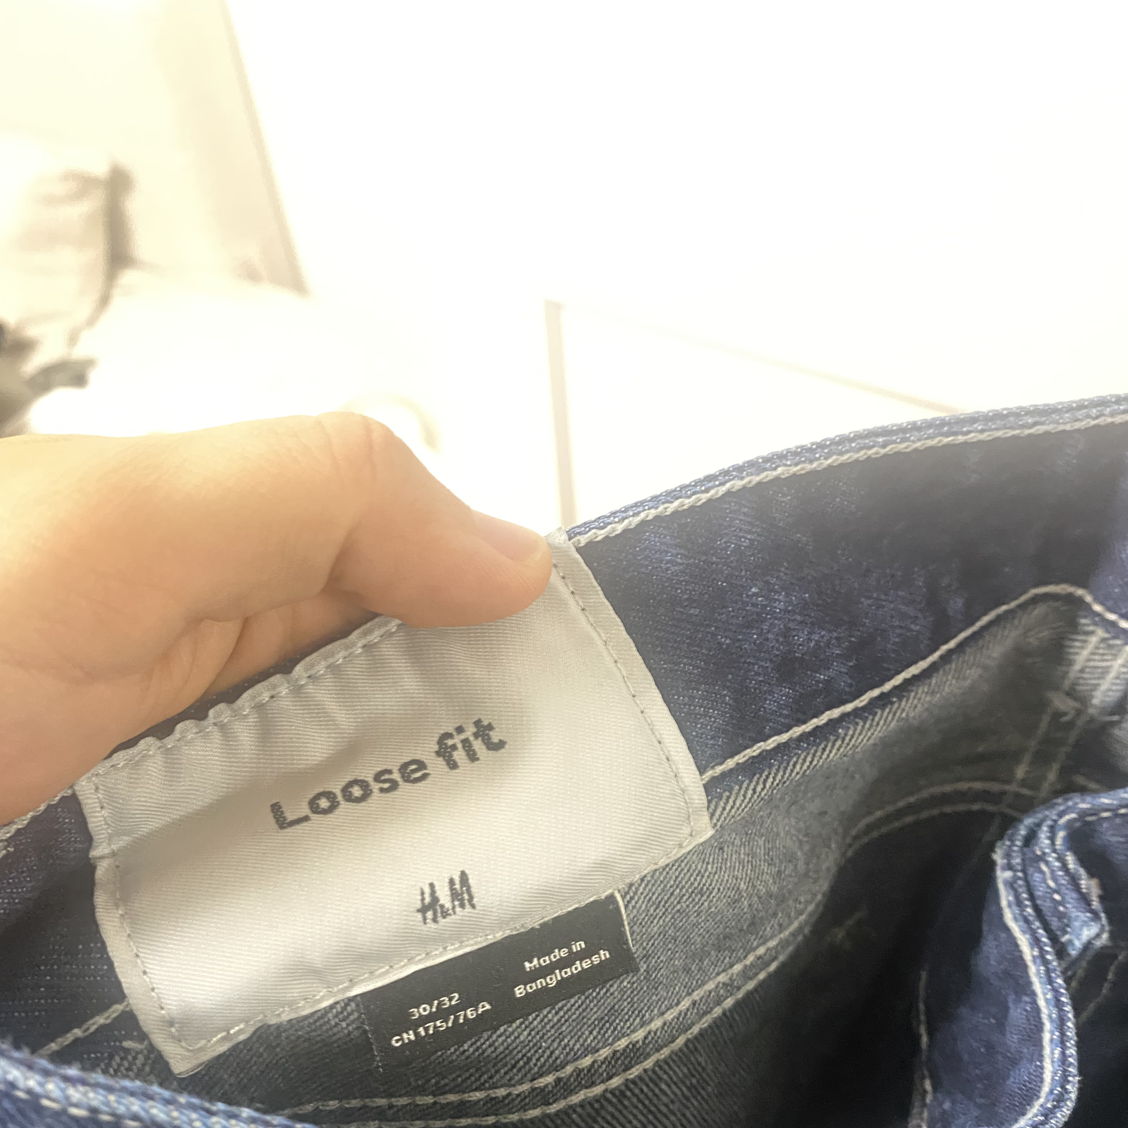 Loose fit
H&M
30/32
CN 175/76A
Made in
Bangladesh